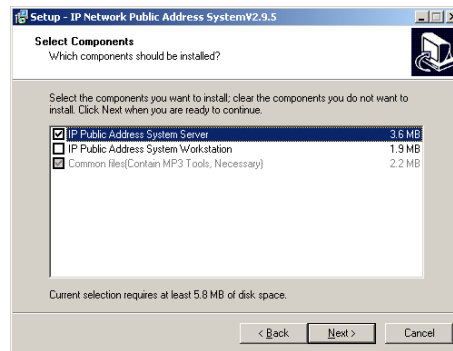 Setup - IP Network Public Address SystemV2.9.5
Select Components
Which components should be installed?
Select the components you want to install; clear the components you do not want to
install. Click Next when you are ready to continue.
IP Public Address System Server 3.6 MB
IP Public Address System Workstation 1.9 MB
Common files(Contain MP3 Tools, Necessary) 2.2 MB
Current selection requires at least 5.8 MB of disk space.
< Back Next > Cancel